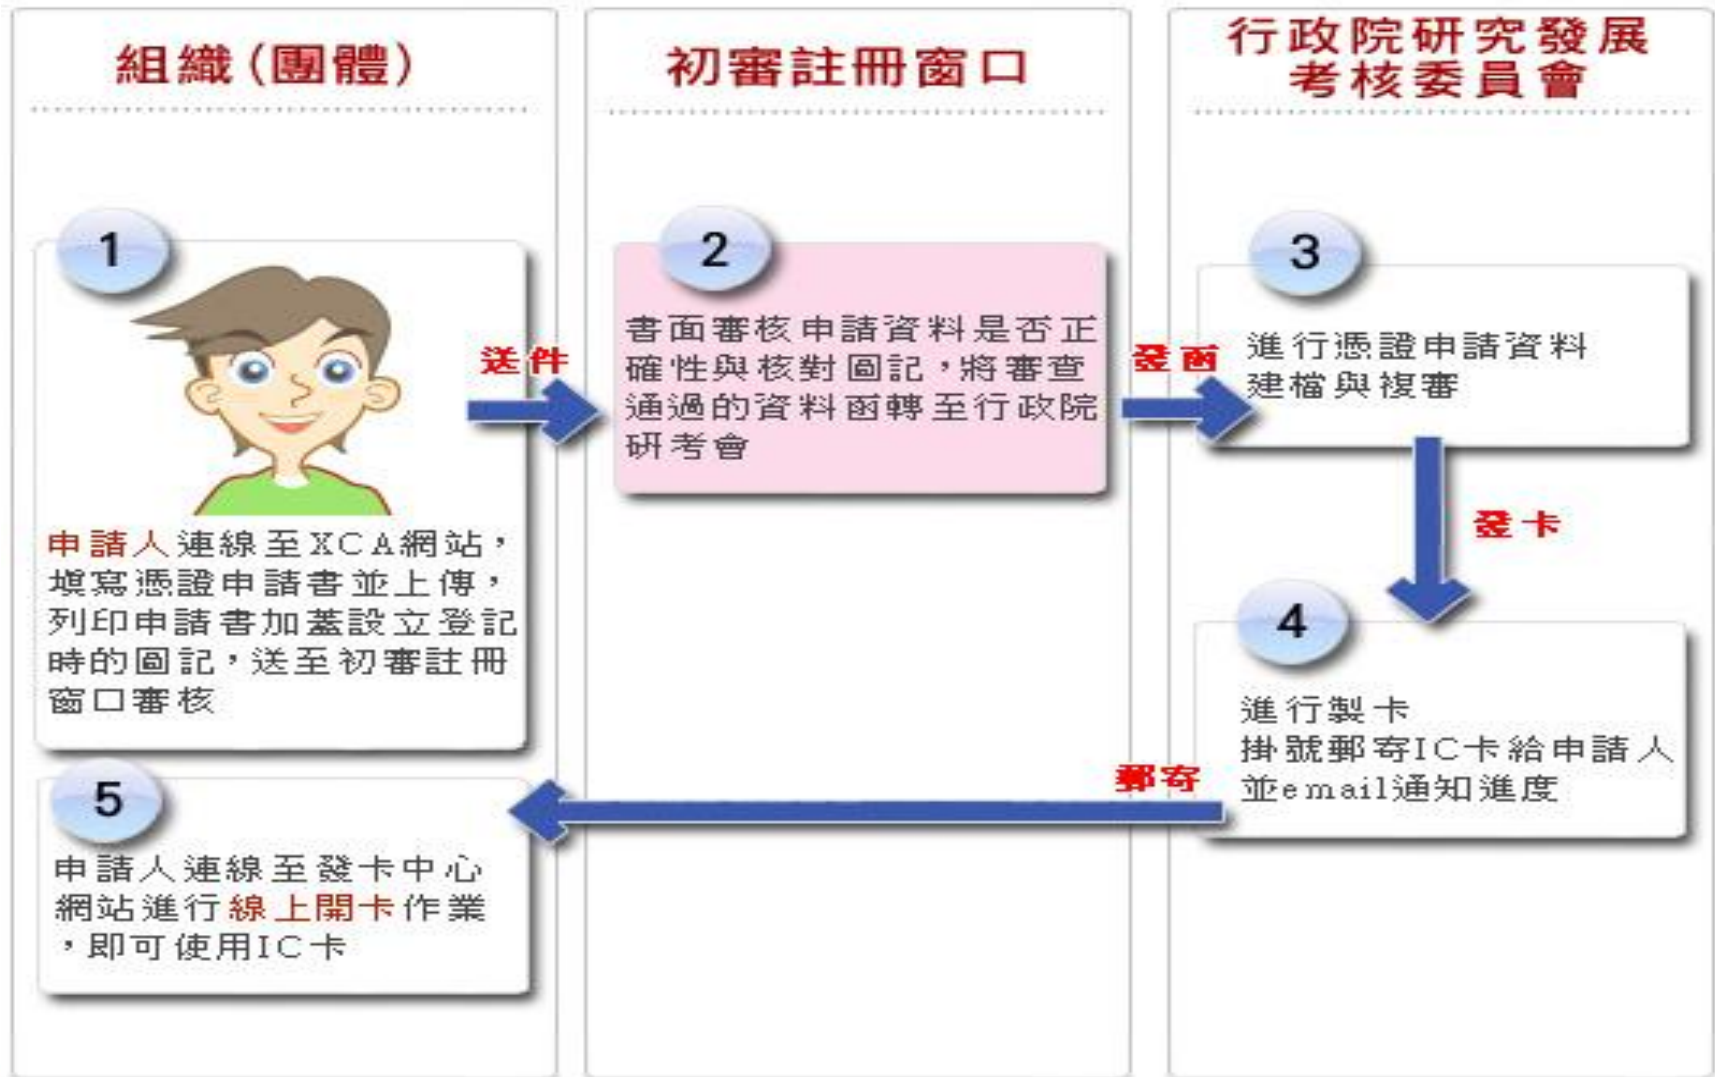 組織(團體)
1
申請人連線至XCA網站，
填寫憑證申請書並上傳，
列印申請書加蓋設立登記
時的圖記，送至初審註冊
窗口審核
送件
初審註冊窗口
2
書面審核申請資料是否正
確性與核對圖記，將審查
通過的資料函轉至行政院
研考會
發函
行政院研究發展
考核委員會
3
進行憑證申請資料
建檔與複審
發卡
4
進行製卡
掛號郵寄IC卡給申請人
並email通知進度
郵寄
5
申請人連線至發卡中心
網站進行線上開卡作業
，即可使用IC卡